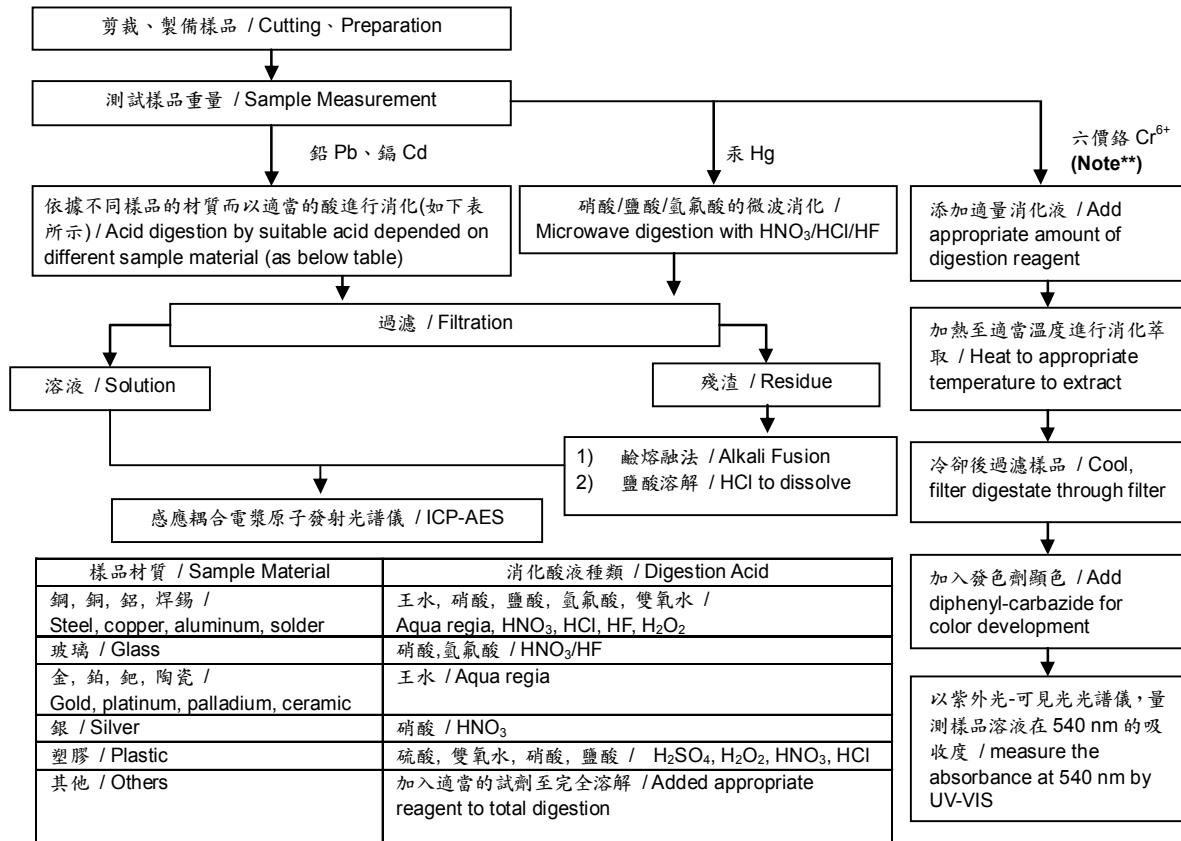 剪裁、製備樣品 / Cutting、Preparation
測試樣品重量 / Sample Measurement
鉛 Pb、鎘 Cd
汞 Hg
六價鉻 Cr⁶⁺
(Note**)
依據不同樣品的材質而以適當的酸進行消化(如下表
所示) / Acid digestion by suitable acid depended on
different sample material (as below table)
硝酸/鹽酸/氫氟酸的微波消化 /
Microwave digestion with HNO₃/HCl/HF
添加適量消化液 / Add
appropriate amount of
digestion reagent
過濾 / Filtration
加熱至適當溫度進行消化萃
取 / Heat to appropriate
temperature to extract
溶液 / Solution
殘渣 / Residue
1) 鹼熔融法 / Alkali Fusion
2) 鹽酸溶解 / HCl to dissolve
冷卻後過濾樣品 / Cool,
filter digestate through filter
感應耦合電漿原子發射光譜儀 / ICP-AES
加入發色劑顯色 / Add
diphenyl-carbazide for
color development
以紫外光-可見光光譜儀，量
測樣品溶液在 540 nm 的吸
收度 / measure the
absorbance at 540 nm by
UV-VIS
樣品材質 / Sample Material
消化酸液種類 / Digestion Acid
鋼, 銅, 鋁, 焊錫 /
Steel, copper, aluminum, solder
王水, 硝酸, 鹽酸, 氫氟酸, 雙氧水 /
Aqua regia, HNO₃, HCl, HF, H₂O₂
玻璃 / Glass
硝酸,氫氟酸 / HNO₃/HF
金, 鉑, 鈀, 陶瓷 /
Gold, platinum, palladium, ceramic
王水 / Aqua regia
銀 / Silver
硝酸 / HNO₃
塑膠 / Plastic
硫酸, 雙氧水, 硝酸, 鹽酸 / H₂SO₄, H₂O₂, HNO₃, HCl
其他 / Others
加入適當的試劑至完全溶解 / Added appropriate
reagent to total digestion